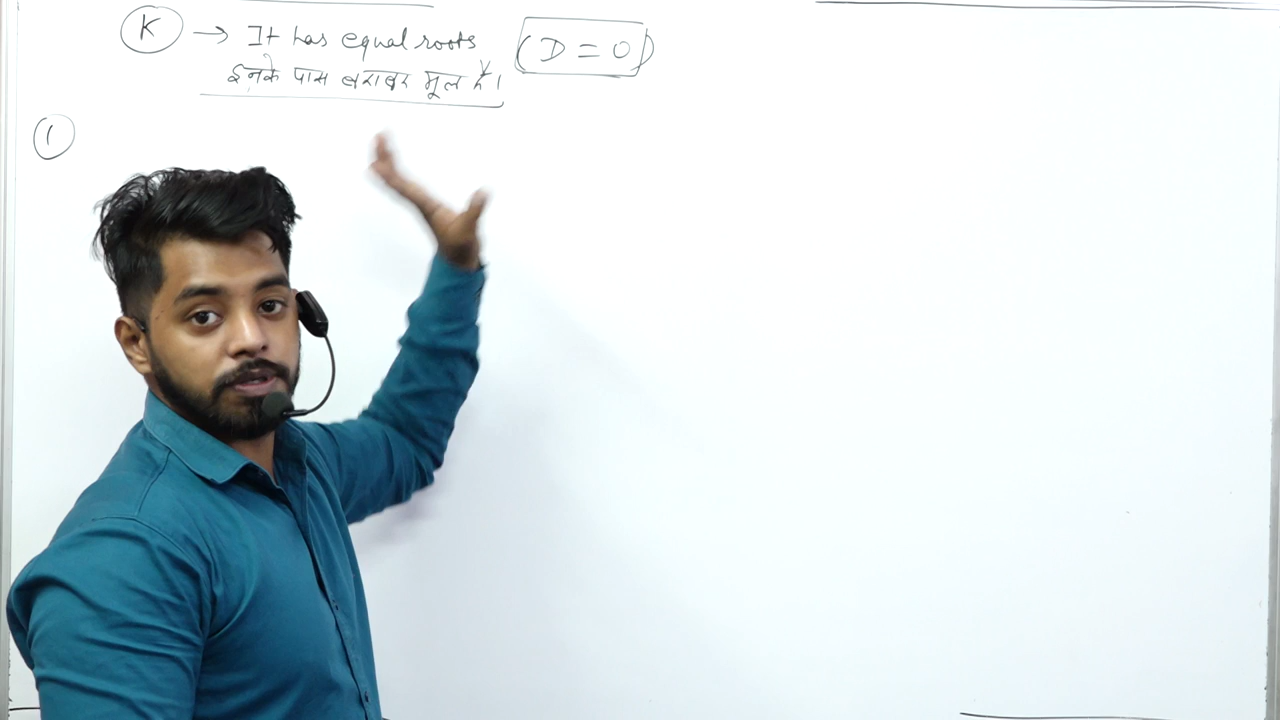 K → It has equal roots (D = 0)
इनके पास बराबर मूल है।
1